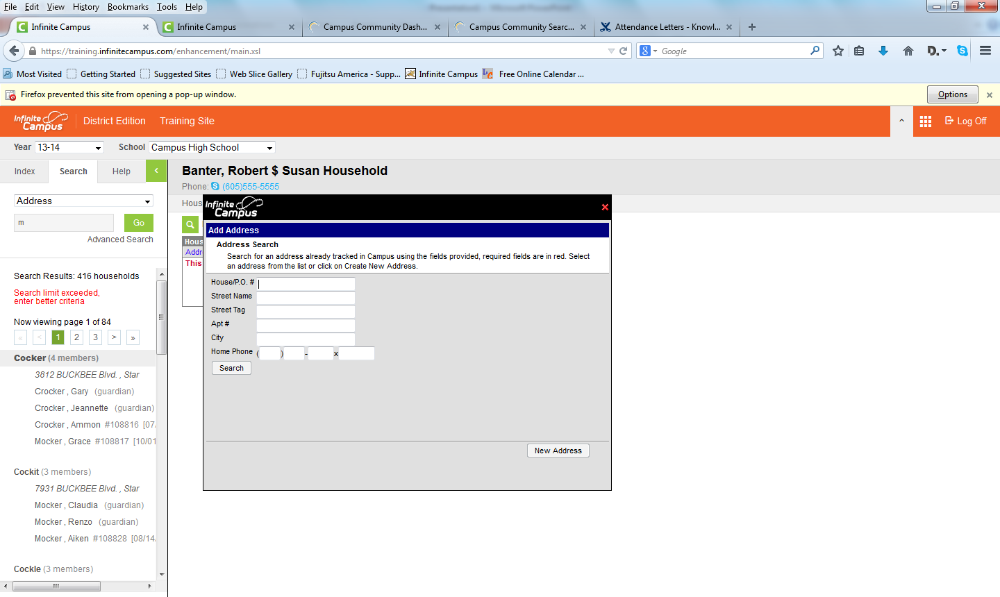 File Edit View History Bookmarks Tools Help
Infinite Campus
Infinite Campus
Campus Community Dash...
Campus Community Searc...
Attendance Letters - Knowl...
https://training.infinitecampus.com/enhancement/main.xsl
Google
D.
Most Visited Getting Started Suggested Sites Web Slice Gallery Fujitsu America - Supp... Infinite Campus Free Online Calendar ...
Firefox prevented this site from opening a pop-up window.
Options
Infinite Campus
District Edition Training Site
Log Off
Year 13-14 School Campus High School
Index Search Help
Banter, Robert $ Susan Household
Phone: (605)555-5555
Address
m
Go
Advanced Search
Search Results: 416 households
Search limit exceeded,
enter better criteria
Now viewing page 1 of 84
« < 1 2 3 > »
Cocker (4 members)
3812 BUCKBEE Blvd. , Star
Crocker , Gary (guardian)
Crocker , Jeannette (guardian)
Crocker , Ammon #108816 [07/
Mocker , Grace #108817 [10/01
Cockit (3 members)
7931 BUCKBEE Blvd. , Star
Mocker , Claudia (guardian)
Mocker , Renzo (guardian)
Mocker , Aiken #108828 [08/14/
Cockle (3 members)
Hous
Hous
Addr
This
Infinite Campus
Add Address
Address Search
Search for an address already tracked in Campus using the fields provided, required fields are in red. Select
an address from the list or click on Create New Address.
House/P.O. #
Street Name
Street Tag
Apt #
City
Home Phone ( ) - x
Search
New Address